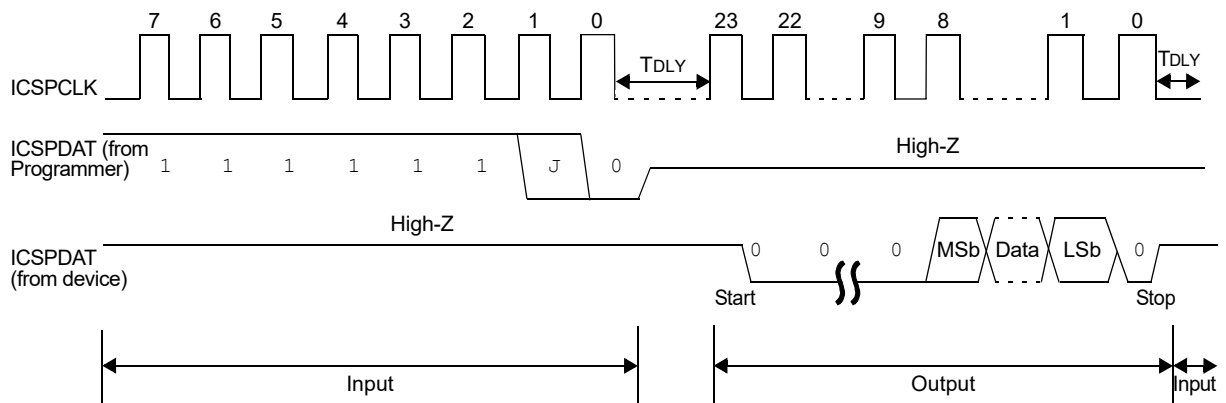 7 6 5 4 3 2 1 0 23 22 9 8 1 0
TDLY TDLY
ICSPCLK
ICSPDAT (from
Programmer)
1 1 1 1 1 1 J 0
High-Z
High-Z
ICSPDAT
(from device)
0 0 0 MSb Data LSb 0
Start Stop
Input Output Input